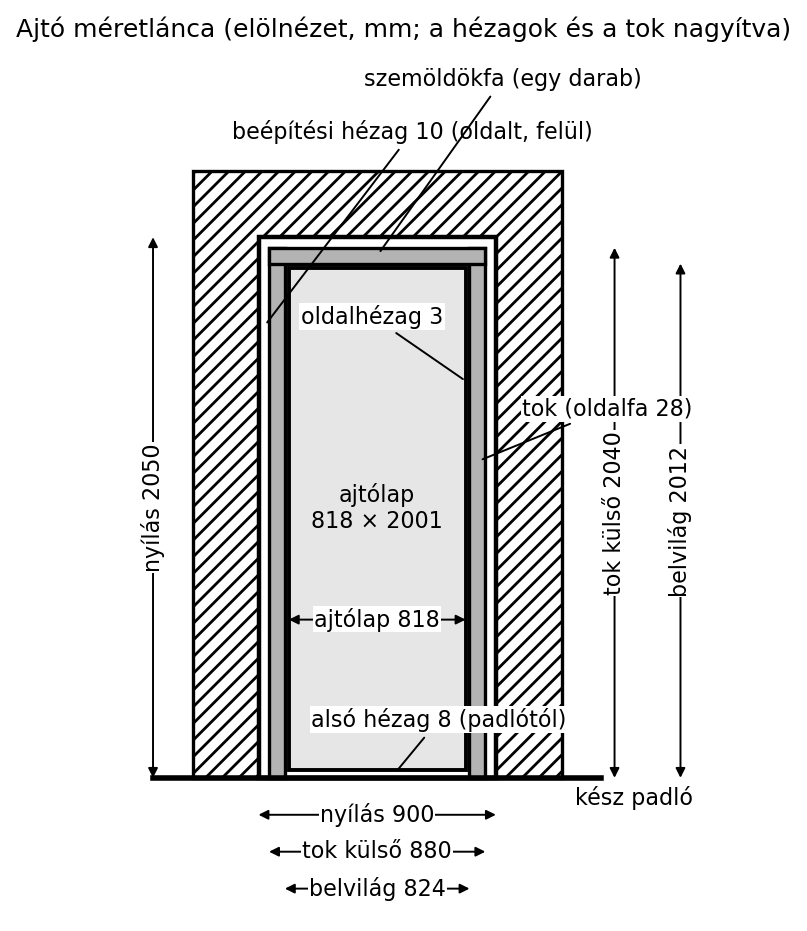 Ajtó méretlánca (elölnézet, mm; a hézagok és a tok nagyítva)
szemöldökfa (egy darab)
beépítési hézag 10 (oldalt, felül)
oldalhézag 3
tok (oldalfa 28)
nyílás 2050
tok külső 2040
belvilág 2012
ajtólap
818 × 2001
ajtólap 818
alsó hézag 8 (padlótól)
kész padló
nyílás 900
tok külső 880
belvilág 824